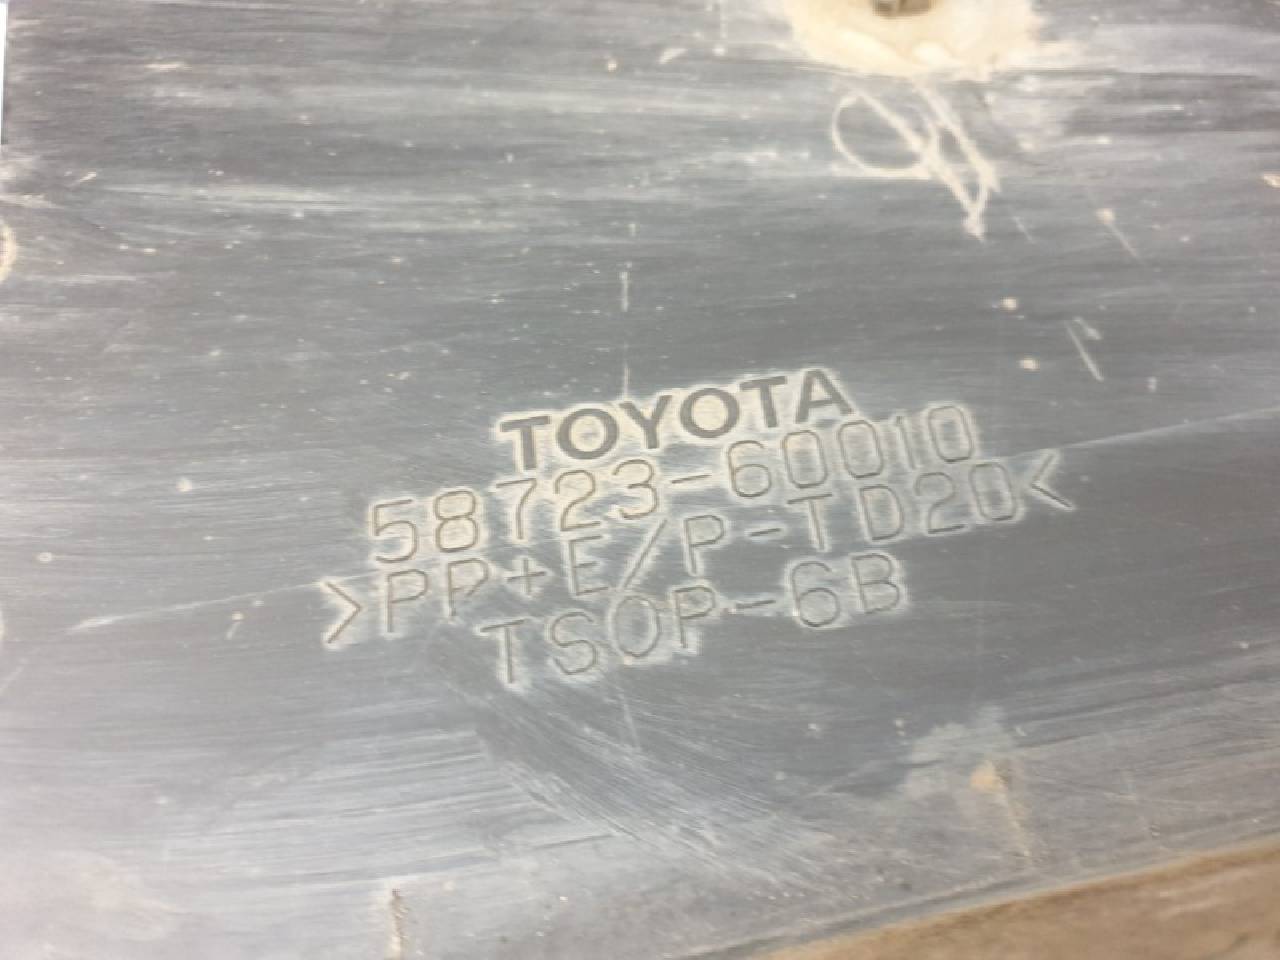 TOYOTA
58723-60010
>PP+E/P-TD20<
TSOP-6B